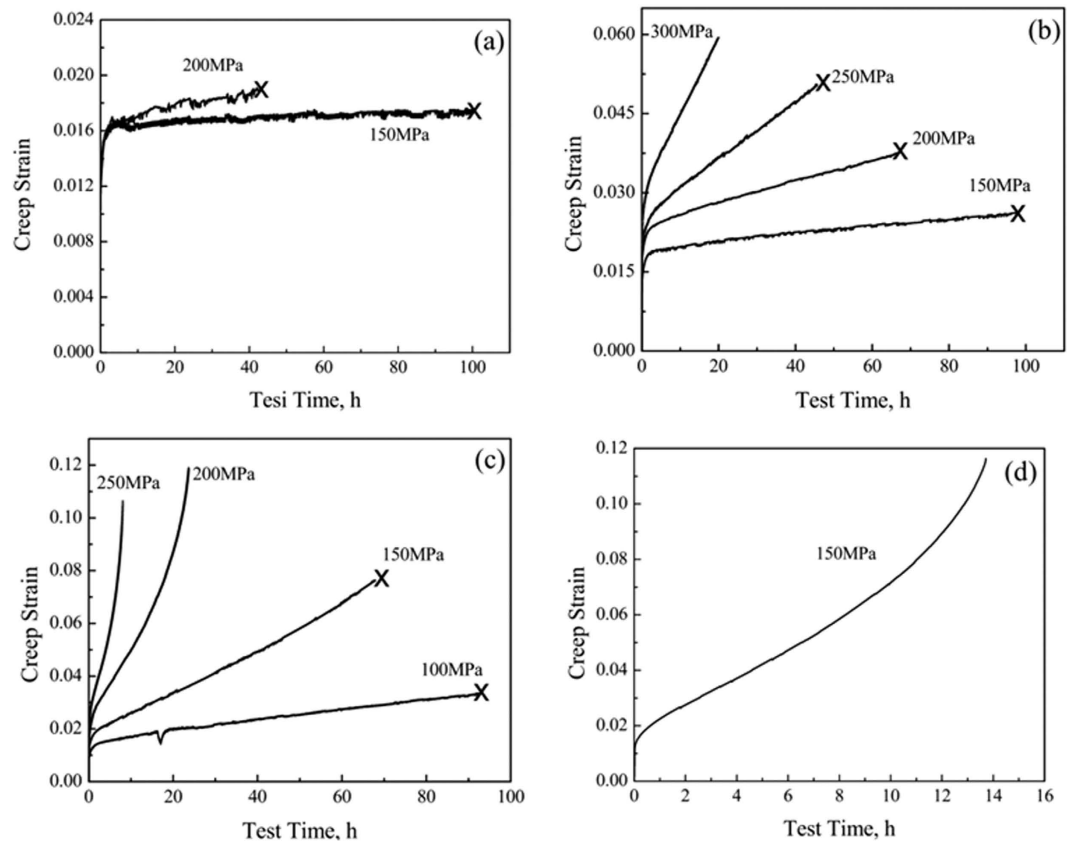 (a)
0.024
0.020
0.016
0.012
0.008
0.004
0.000
Creep Strain
200MPa
X
150MPa
X
0
20
40
60
80
100
Tesi Time, h
(b)
0.060
0.045
0.030
0.015
0.000
Creep Strain
300MPa
250MPa
X
200MPa
X
150MPa
X
0
20
40
60
80
100
Test Time, h
(c)
0.12
0.10
0.08
0.06
0.04
0.02
0.00
Creep Strain
250MPa
200MPa
150MPa
X
100MPa
X
0
20
40
60
80
100
Test Time, h
(d)
0.12
0.10
0.08
0.06
0.04
0.02
0.00
Creep Strain
150MPa
0
2
4
6
8
10
12
14
16
Test Time, h